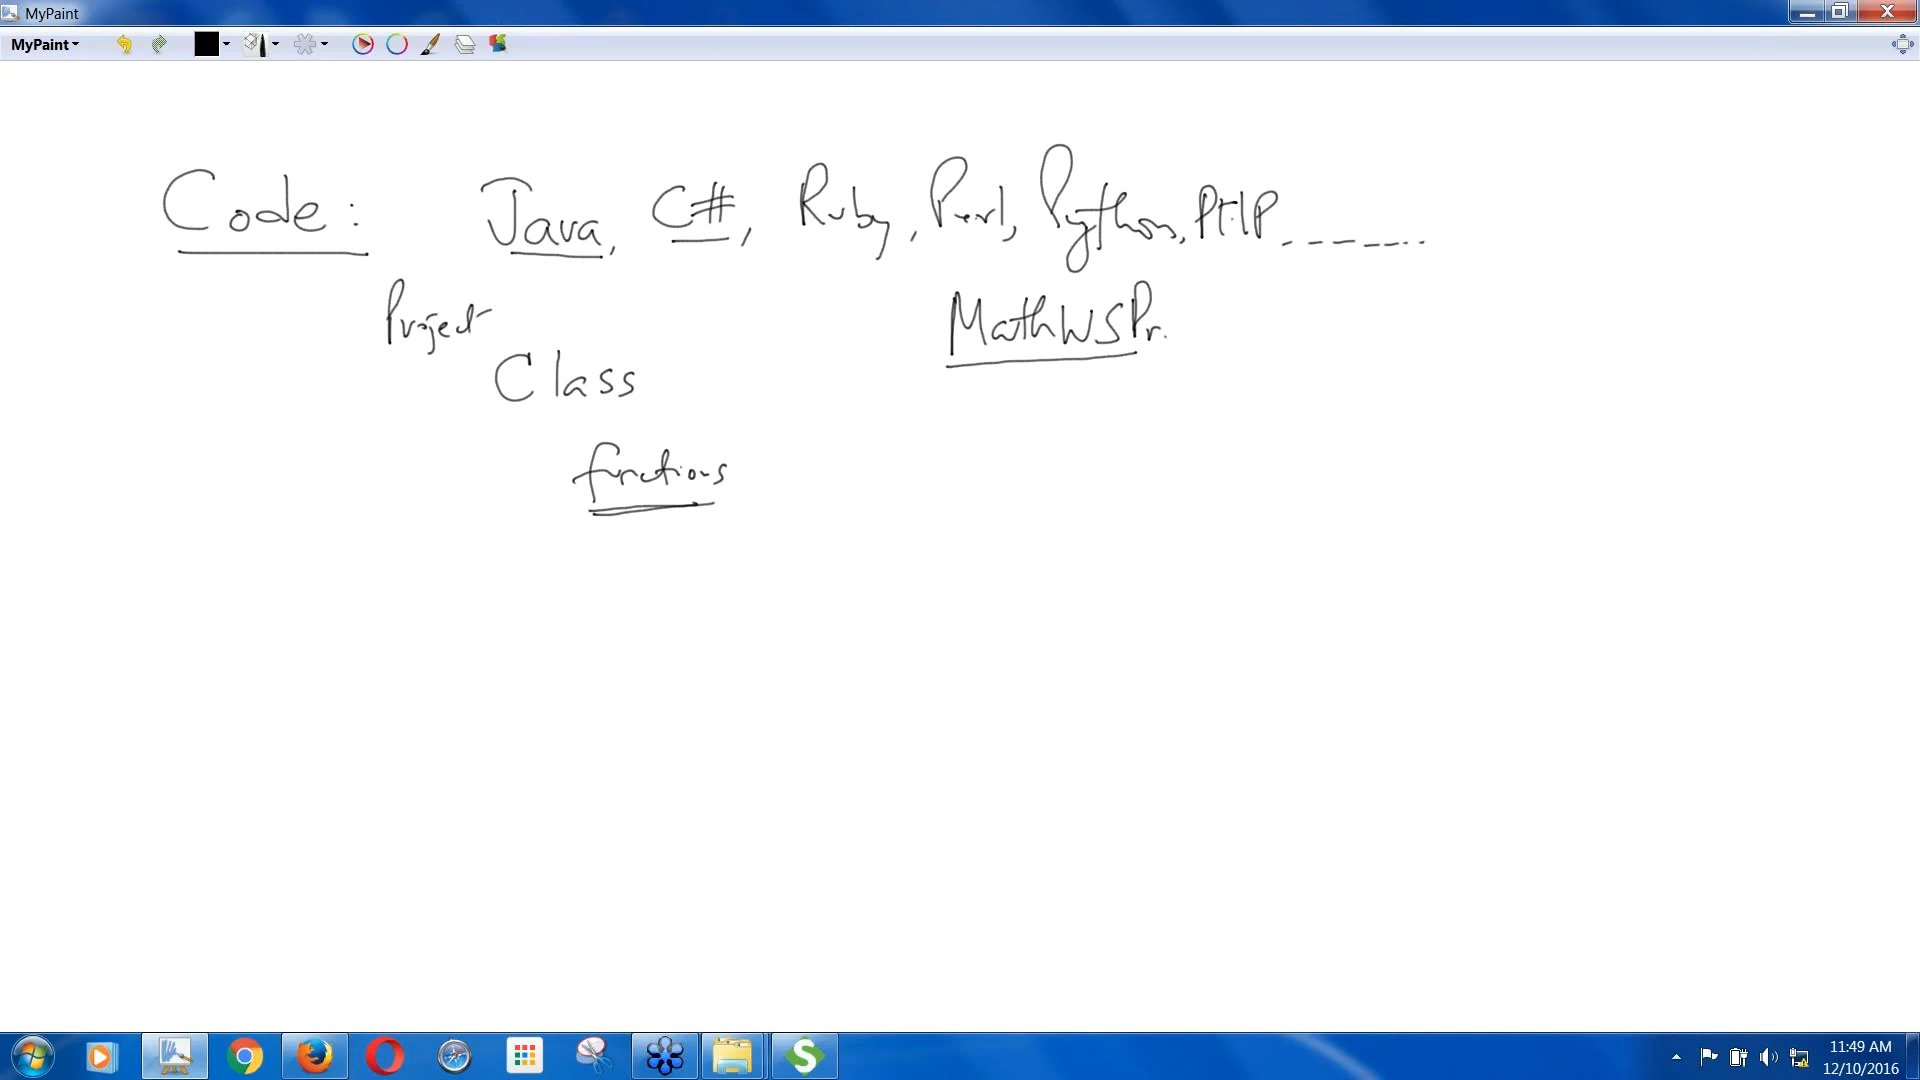 MyPaint
MyPaint
Code: Java, C#, Ruby, Perl, Python, PHP -------
Project MathWSPr.
Class
functions
11:49 AM
12/10/2016